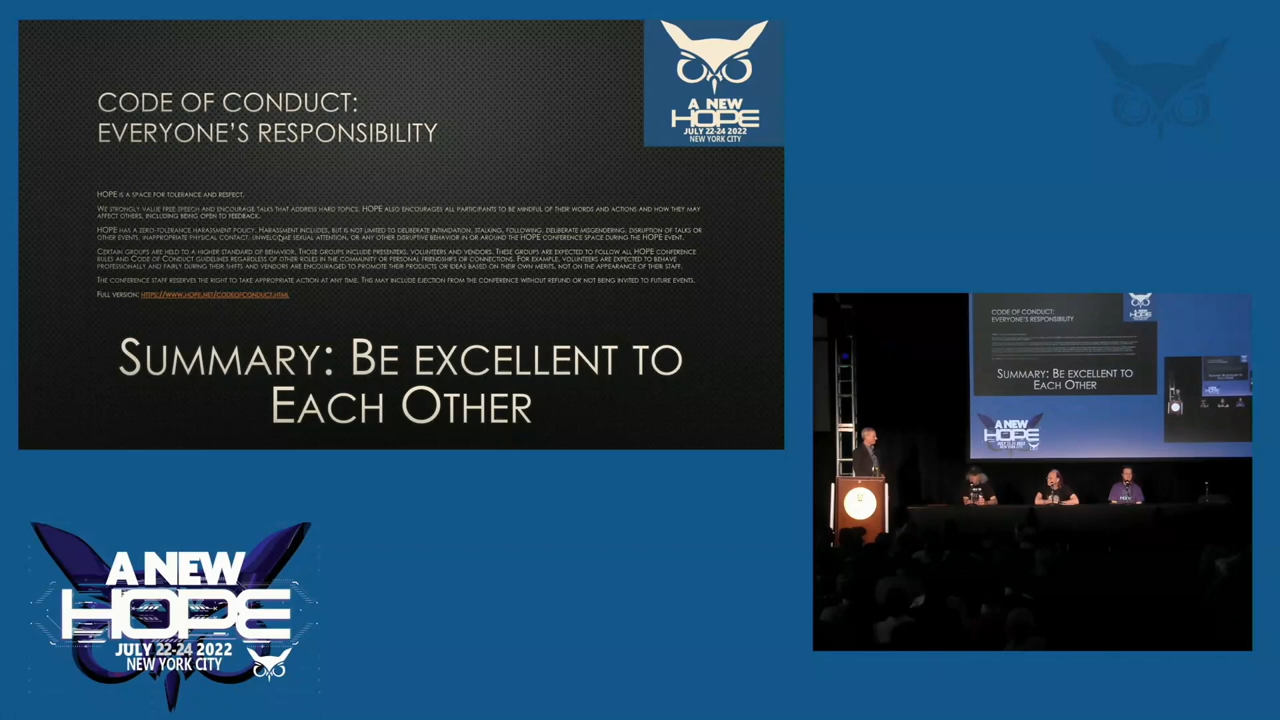 CODE OF CONDUCT:
EVERYONE'S RESPONSIBILITY
A NEW
HOPE
JULY 22-24 2022
NEW YORK CITY
HOPE IS A SPACE FOR TOLERANCE AND RESPECT.
WE STRONGLY VALUE FREE SPEECH AND ENCOURAGE TALKS THAT ADDRESS HARD TOPICS. HOPE ALSO ENCOURAGES ALL PARTICIPANTS TO BE MINDFUL OF THEIR WORDS AND ACTIONS AND HOW THEY MAY
AFFECT OTHERS, INCLUDING BEING OPEN TO FEEDBACK.
HOPE HAS A ZERO-TOLERANCE HARASSMENT POLICY. HARASSMENT INCLUDES, BUT IS NOT LIMITED TO DELIBERATE INTIMIDATION, STALKING, FOLLOWING, DELIBERATE MISGENDERING, DISRUPTION OF TALKS OR
OTHER EVENTS, INAPPROPRIATE PHYSICAL CONTACT, UNWELCOME SEXUAL ATTENTION, OR ANY OTHER DISRUPTIVE BEHAVIOR IN OR AROUND THE HOPE CONFERENCE SPACE DURING THE HOPE EVENT.
CERTAIN GROUPS ARE HELD TO A HIGHER STANDARD OF BEHAVIOR. THOSE GROUPS INCLUDE PRESENTERS, VOLUNTEERS AND VENDORS. THESE GROUPS ARE EXPECTED TO FOLLOW ALL HOPE CONFERENCE
RULES AND CODE OF CONDUCT GUIDELINES REGARDLESS OF OTHER ROLES IN THE COMMUNITY OR PERSONAL FRIENDSHIPS OR CONNECTIONS. FOR EXAMPLE, VOLUNTEERS ARE EXPECTED TO BEHAVE
PROFESSIONALLY AND FAIRLY DURING THEIR SHIFTS AND VENDORS ARE ENCOURAGED TO PROMOTE THEIR PRODUCTS OR IDEAS BASED ON THEIR OWN MERITS, NOT ON THE APPEARANCE OF THEIR STAFF.
THE CONFERENCE STAFF RESERVES THE RIGHT TO TAKE APPROPRIATE ACTION AT ANY TIME. THIS MAY INCLUDE EJECTION FROM THE CONFERENCE WITHOUT REFUND OR NOT BEING INVITED TO FUTURE EVENTS.
FULL VERSION: HTTPS://WWW.HOPE.NET/CODEOFCONDUCT.HTML
SUMMARY: BE EXCELLENT TO
EACH OTHER
CODE OF CONDUCT:
EVERYONE'S RESPONSIBILITY
SUMMARY: BE EXCELLENT TO
EACH OTHER
A NEW
HOPE
A NEW
HOPE
JULY 22-24 2022
NEW YORK CITY